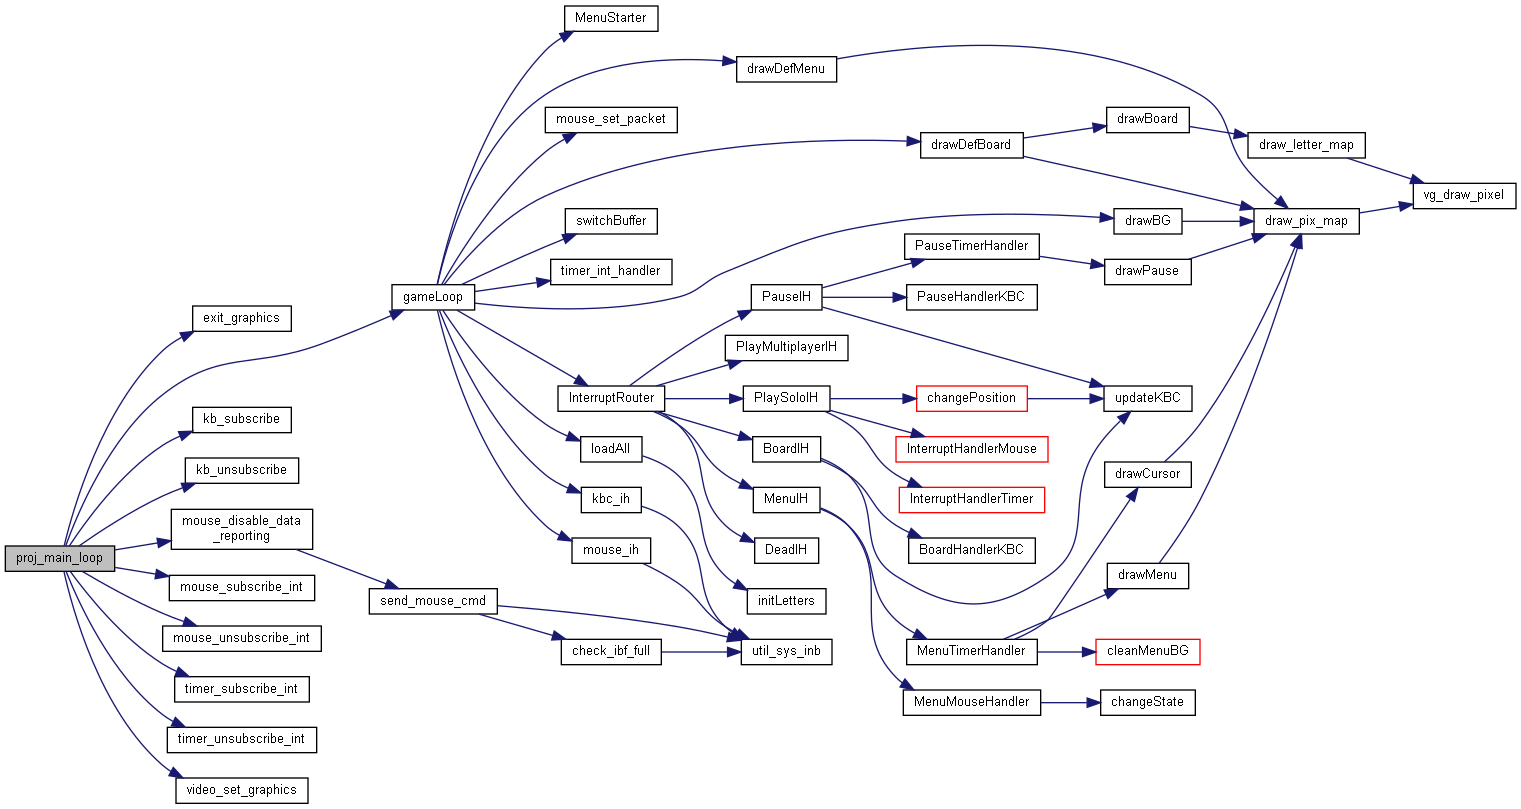 MenuStarter
drawDefMenu
mouse_set_packet
drawBoard
drawDefBoard
draw_letter_map
vg_draw_pixel
switchBuffer
drawBG
draw_pix_map
PauseTimerHandler
timer_int_handler
drawPause
gameLoop
PauseIH
PauseHandlerKBC
exit_graphics
PlayMultiplayerIH
InterruptRouter
PlaySoloIH
changePosition
updateKBC
kb_subscribe
loadAll
BoardIH
InterruptHandlerMouse
kb_unsubscribe
drawCursor
kbc_ih
MenuIH
InterruptHandlerTimer
mouse_disable_data
_reporting
mouse_ih
DeadIH
BoardHandlerKBC
proj_main_loop
drawMenu
mouse_subscribe_int
send_mouse_cmd
initLetters
mouse_unsubscribe_int
check_ibf_full
util_sys_inb
MenuTimerHandler
cleanMenuBG
timer_subscribe_int
MenuMouseHandler
changeState
timer_unsubscribe_int
video_set_graphics